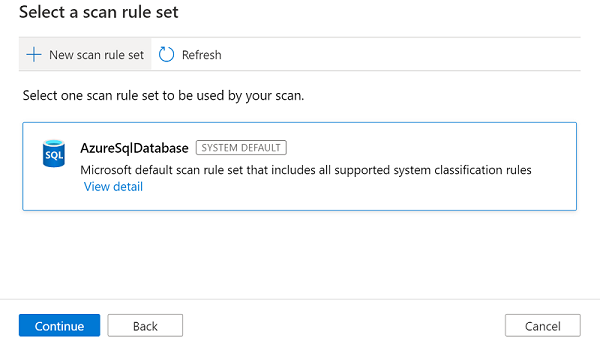 Select a scan rule set
New scan rule set Refresh
Select one scan rule set to be used by your scan.
SQL AzureSqlDatabase SYSTEM DEFAULT
Microsoft default scan rule set that includes all supported system classification rules
View detail
Continue Back Cancel